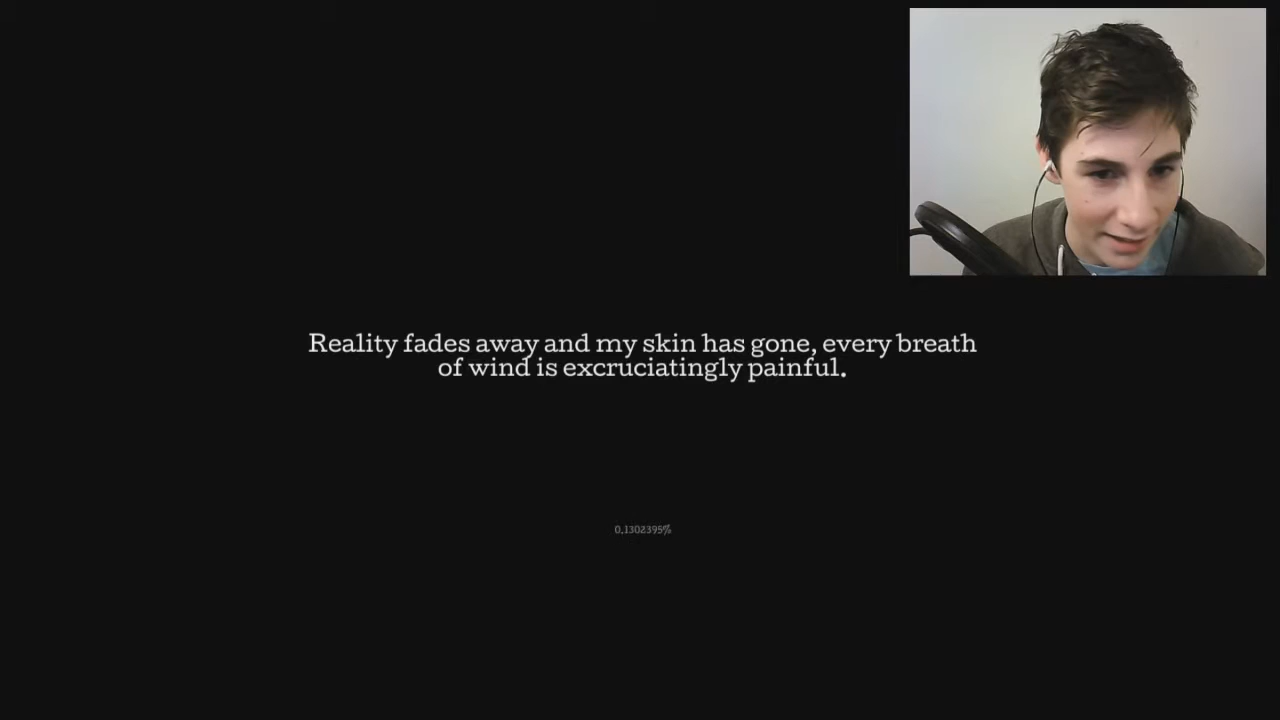 Reality fades away and my skin has gone, every breath
of wind is excruciatingly painful.
0.1302395%